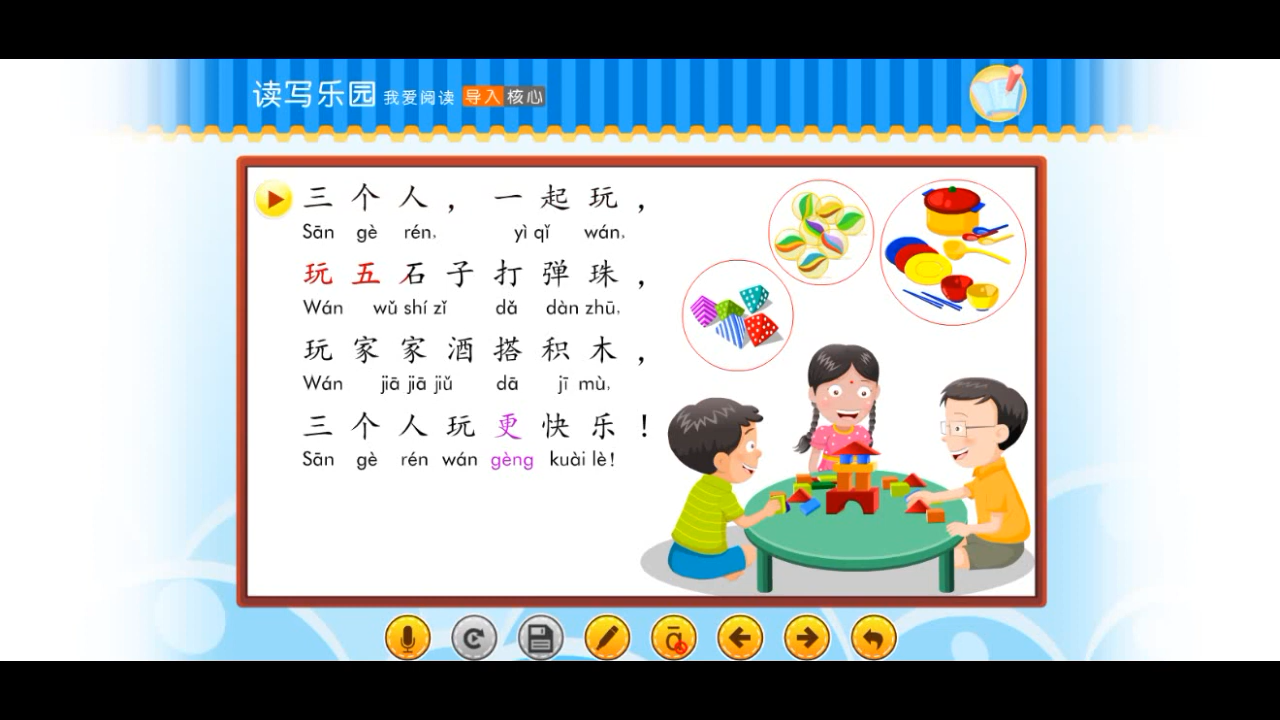 读写乐园 我爱阅读 导入 核心
三个人，一起玩，
Sān gè rén, yì qǐ wán,
玩五石子打弹珠，
Wán wǔ shí zǐ dǎ dàn zhū,
玩家家酒搭积木，
Wán jiā jiā jiǔ dā jī mù,
三个人玩更快乐！
Sān gè rén wán gèng kuài lè!
ā